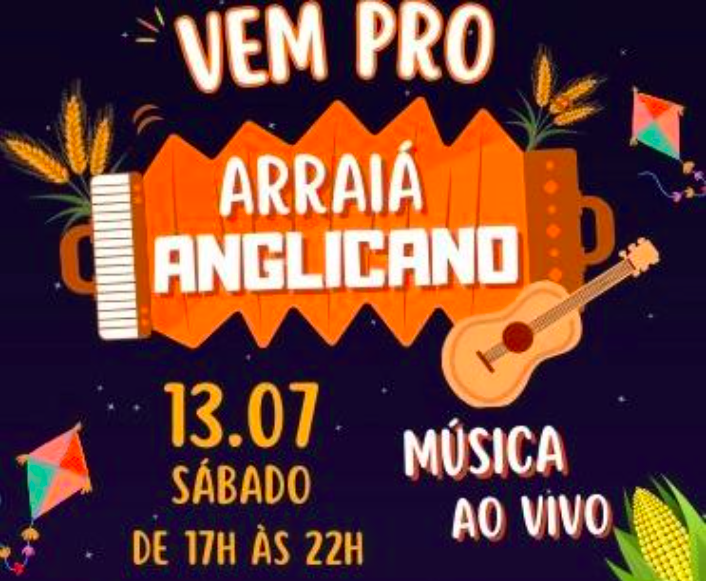 VEM PRO
ARRAIÁ
ANGLICANO
13.07
SÁBADO
DE 17H ÀS 22H
MÚSICA
AO VIVO